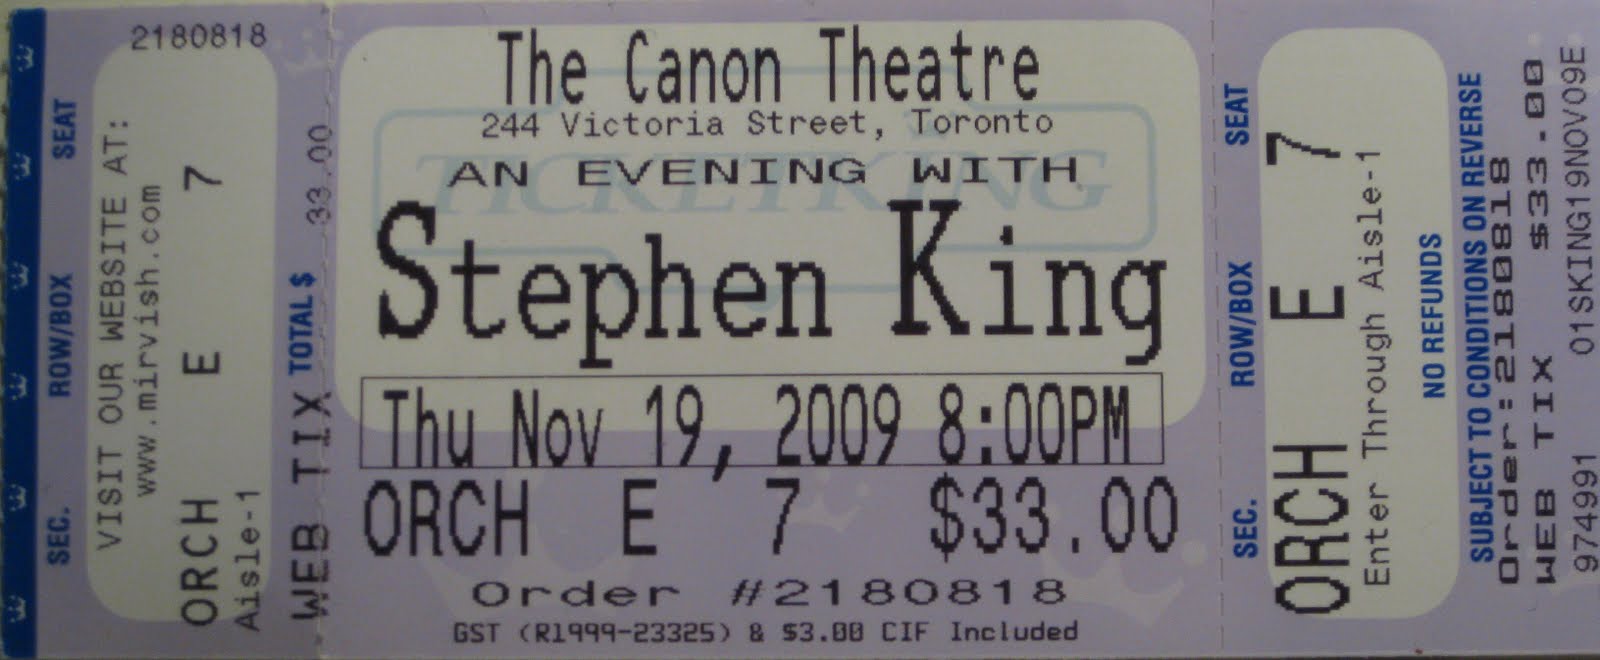 2180818
SEC. ROW/BOX SEAT
VISIT OUR WEBSITE AT:
www.mirvish.com
ORCH E 7
Aisle-1
WEB TIX TOTAL$ 33.00
The Canon Theatre
244 Victoria Street, Toronto
TICKETKING
AN EVENING WITH
Stephen King
Thu Nov 19, 2009 8:00PM
ORCH E 7 $33.00
Order #2180818
GST (R1999-23325) & $3.00 CIF Included
SEC. ROW/BOX SEAT
ORCH E 7
Enter Through Aisle-1
NO REFUNDS
SUBJECT TO CONDITIONS ON REVERSE
Order:2180818
WEB TIX $33.00
974991 01SKING19NOV09E